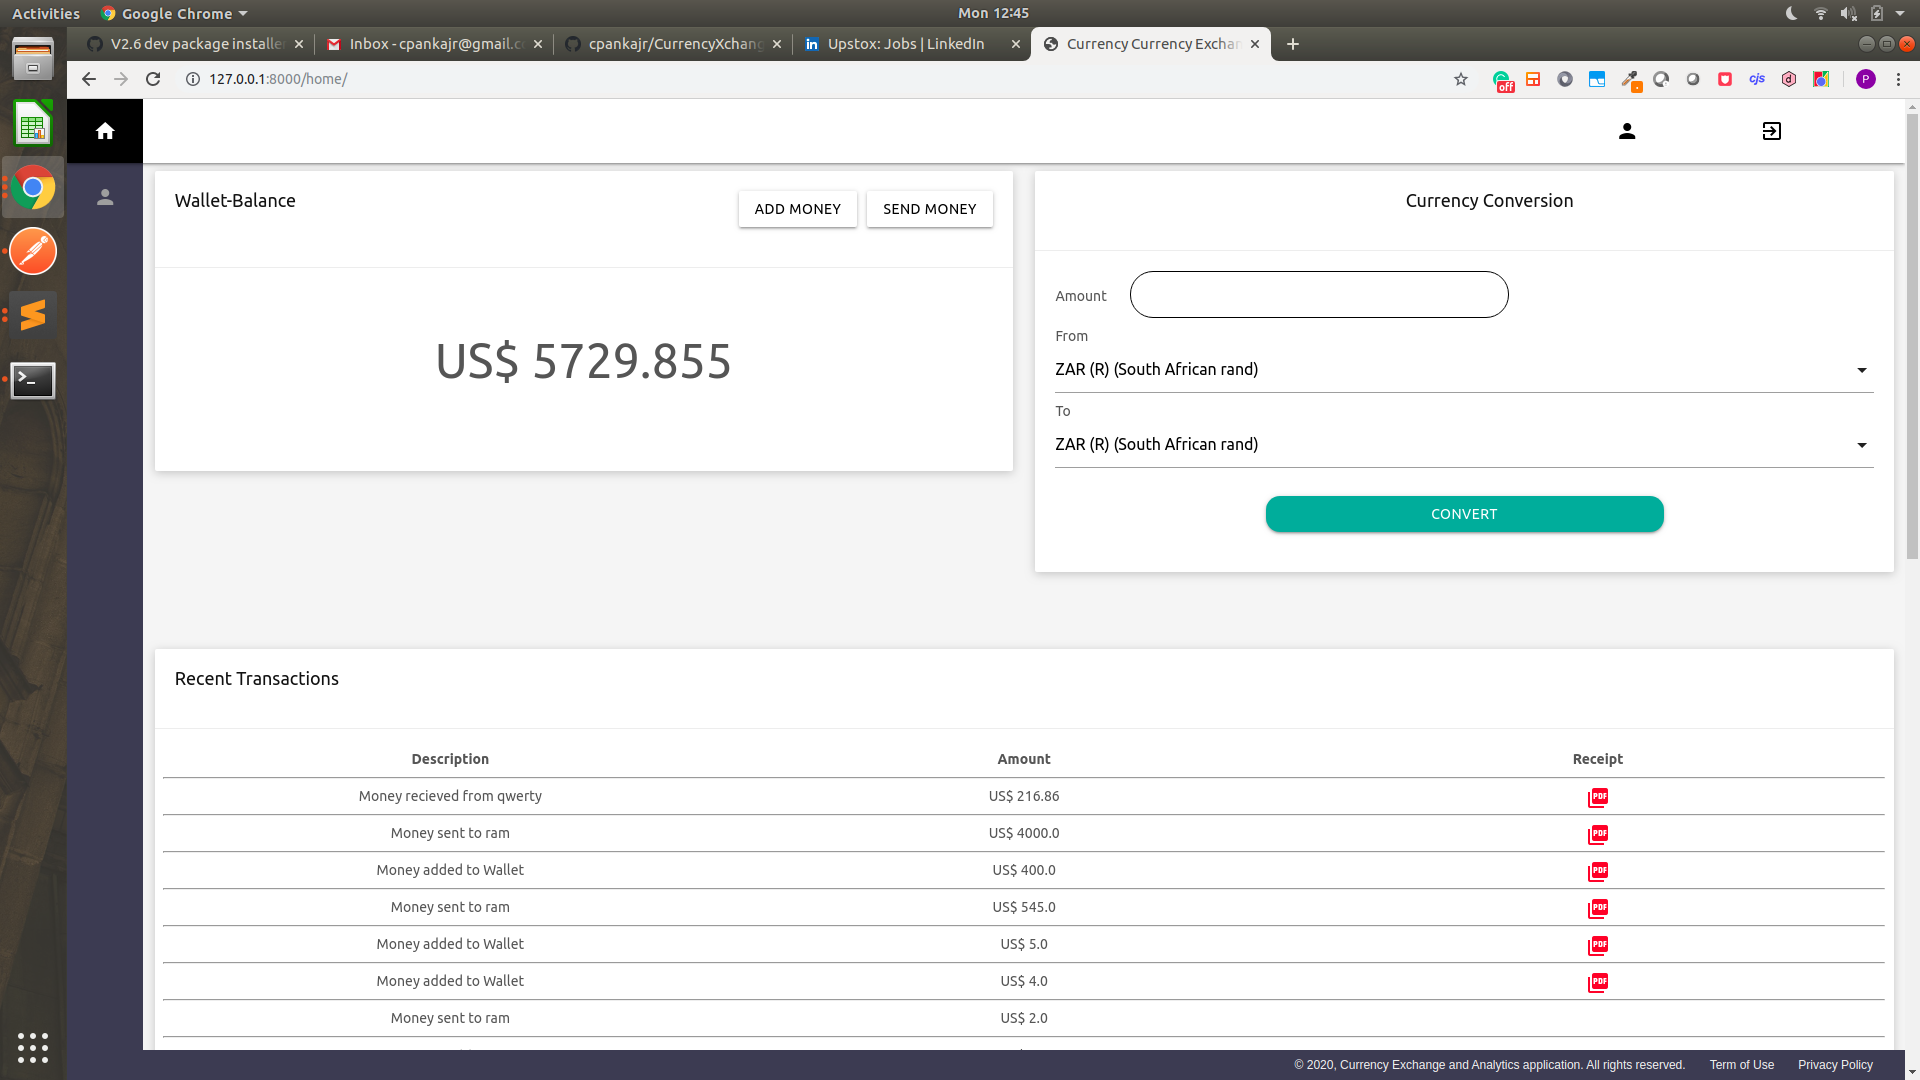 Activities Google Chrome Mon 12:45
V2.6 dev package installer Inbox - cpankajr@gmail.c cpankajr/CurrencyXchang Upstox: Jobs | LinkedIn Currency Currency Exchan
127.0.0.1:8000/home/ off cjs d P
Wallet-Balance
ADD MONEY SEND MONEY
US$ 5729.855
Currency Conversion
Amount
From
ZAR (R) (South African rand)
To
ZAR (R) (South African rand)
CONVERT
Recent Transactions
Description Amount Receipt
Money recieved from qwerty US$ 216.86 PDF
Money sent to ram US$ 4000.0 PDF
Money added to Wallet US$ 400.0 PDF
Money sent to ram US$ 545.0 PDF
Money added to Wallet US$ 5.0 PDF
Money added to Wallet US$ 4.0 PDF
Money sent to ram US$ 2.0
© 2020, Currency Exchange and Analytics application. All rights reserved. Term of Use Privacy Policy